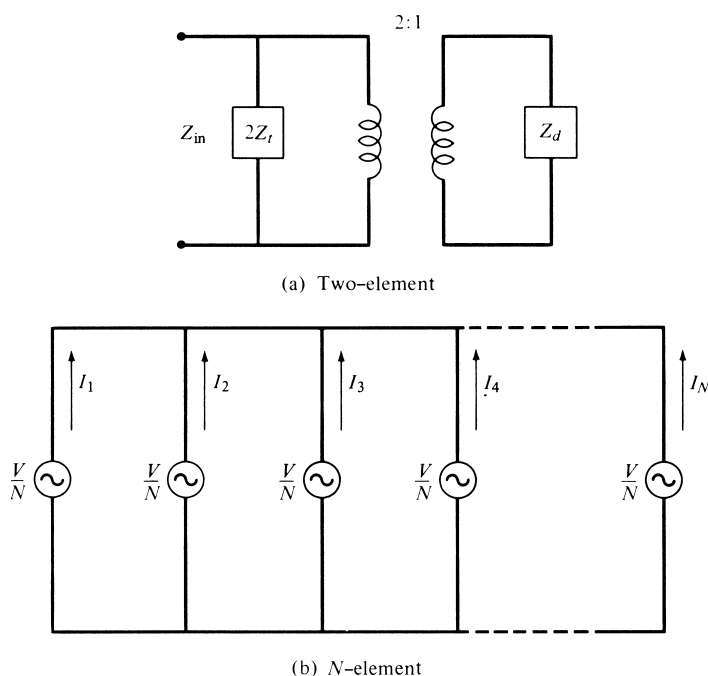 2:1
Z_in 2Z_t Z_d
(a) Two-element
I_1 I_2 I_3 I_4 I_N
V/N V/N V/N V/N V/N
(b) N-element